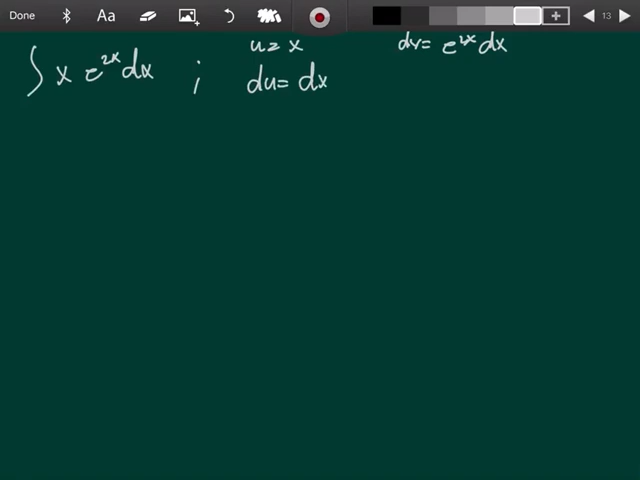 Done Aa 13
u = x dv = e^{2x} dx
∫ x e^{2x} dx ; du = dx